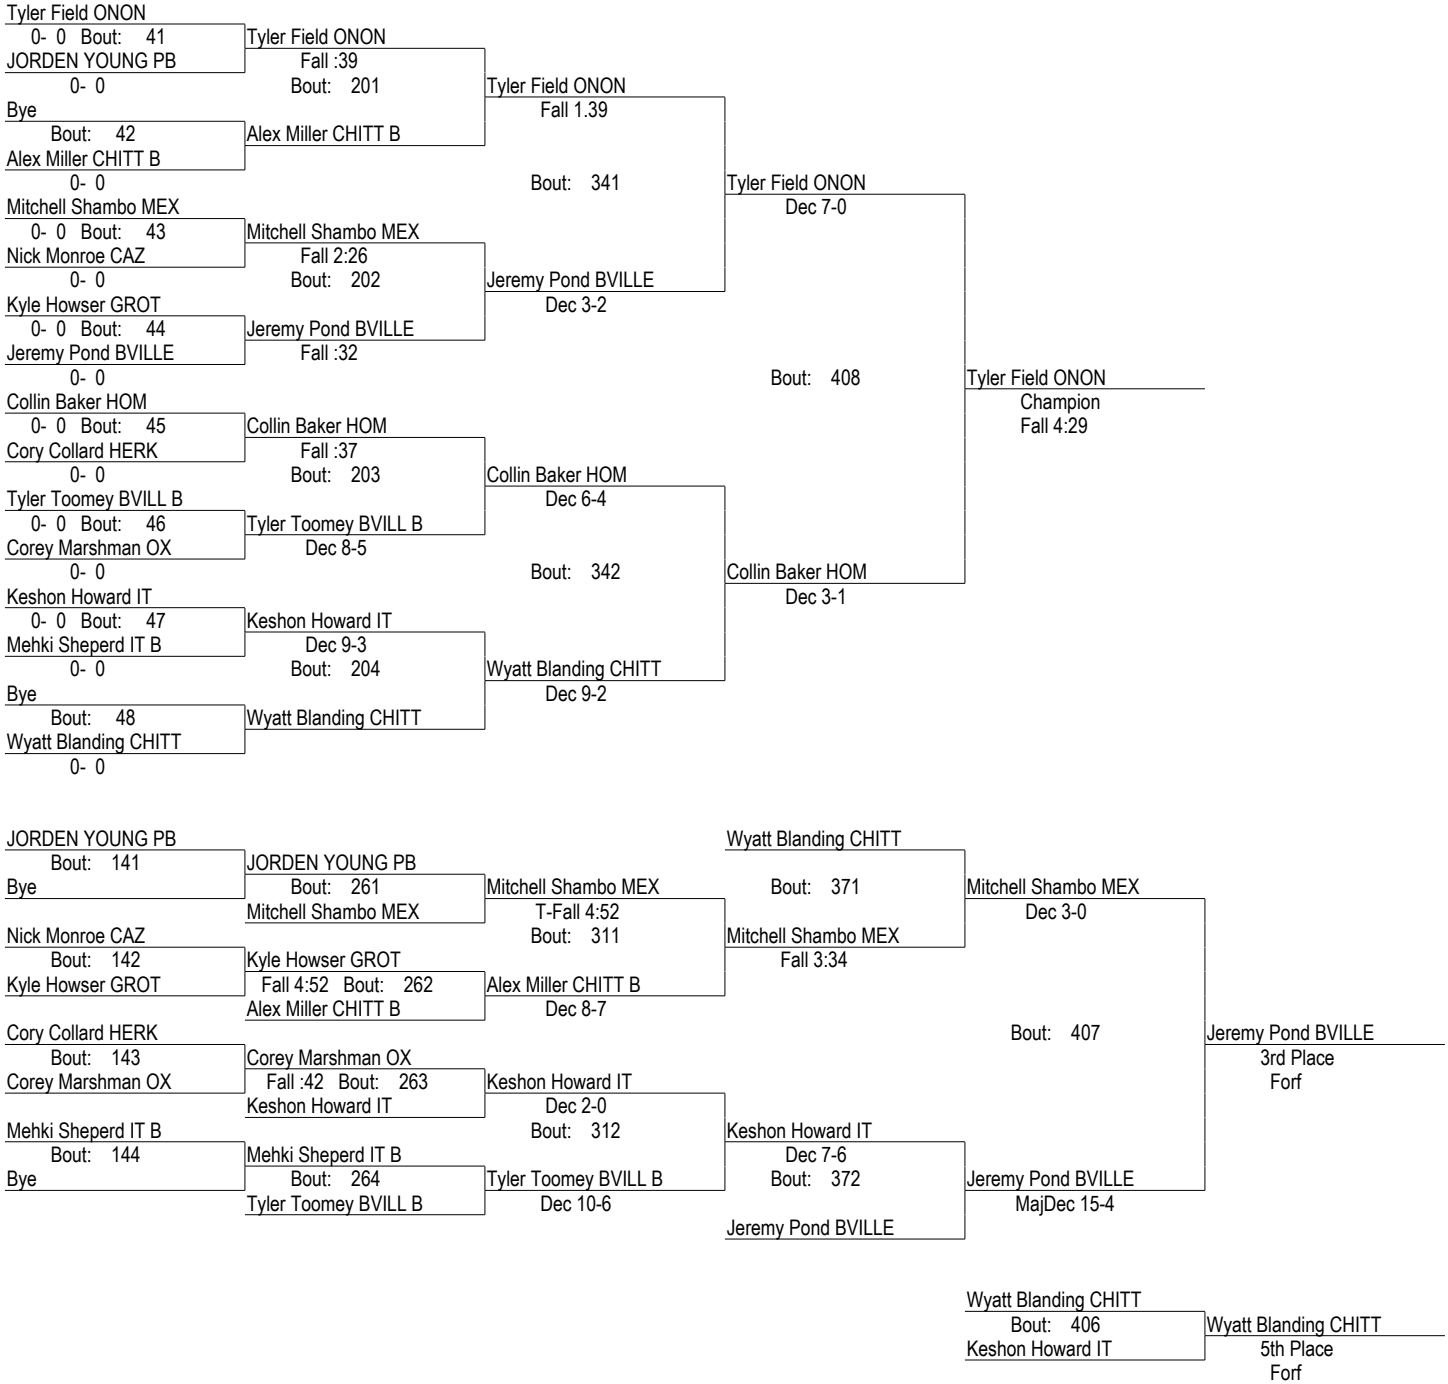 Tyler Field ONON
0- 0 Bout: 41
Tyler Field ONON
JORDEN YOUNG PB
Fall :39
0- 0
Bout: 201
Tyler Field ONON
Bye
Fall 1.39
Bout: 42
Alex Miller CHITT B
Alex Miller CHITT B
0- 0
Bout: 341
Tyler Field ONON
Mitchell Shambo MEX
Dec 7-0
0- 0 Bout: 43
Mitchell Shambo MEX
Nick Monroe CAZ
Fall 2:26
0- 0
Bout: 202
Jeremy Pond BVILLE
Kyle Howser GROT
Dec 3-2
0- 0 Bout: 44
Jeremy Pond BVILLE
Jeremy Pond BVILLE
Fall :32
0- 0
Bout: 408
Tyler Field ONON
Collin Baker HOM
Champion
0- 0 Bout: 45
Collin Baker HOM
Fall 4:29
Cory Collard HERK
Fall :37
0- 0
Bout: 203
Collin Baker HOM
Tyler Toomey BVILL B
Dec 6-4
0- 0 Bout: 46
Tyler Toomey BVILL B
Corey Marshman OX
Dec 8-5
0- 0
Bout: 342
Collin Baker HOM
Keshon Howard IT
Dec 3-1
0- 0 Bout: 47
Keshon Howard IT
Mehki Sheperd IT B
Dec 9-3
0- 0
Bout: 204
Wyatt Blanding CHITT
Bye
Dec 9-2
Bout: 48
Wyatt Blanding CHITT
Wyatt Blanding CHITT
0- 0
JORDEN YOUNG PB
Wyatt Blanding CHITT
Bout: 141
JORDEN YOUNG PB
Bye
Bout: 261
Mitchell Shambo MEX
Bout: 371
Mitchell Shambo MEX
Mitchell Shambo MEX
T-Fall 4:52
Dec 3-0
Nick Monroe CAZ
Bout: 311
Mitchell Shambo MEX
Bout: 142
Kyle Howser GROT
Fall 3:34
Kyle Howser GROT
Fall 4:52 Bout: 262
Alex Miller CHITT B
Alex Miller CHITT B
Dec 8-7
Cory Collard HERK
Bout: 407
Jeremy Pond BVILLE
Bout: 143
Corey Marshman OX
3rd Place
Corey Marshman OX
Fall :42 Bout: 263
Keshon Howard IT
Forf
Keshon Howard IT
Dec 2-0
Mehki Sheperd IT B
Bout: 312
Keshon Howard IT
Bout: 144
Mehki Sheperd IT B
Dec 7-6
Bye
Bout: 264
Tyler Toomey BVILL B
Bout: 372
Jeremy Pond BVILLE
Tyler Toomey BVILL B
Dec 10-6
MajDec 15-4
Jeremy Pond BVILLE
Wyatt Blanding CHITT
Bout: 406
Wyatt Blanding CHITT
Keshon Howard IT
5th Place
Forf